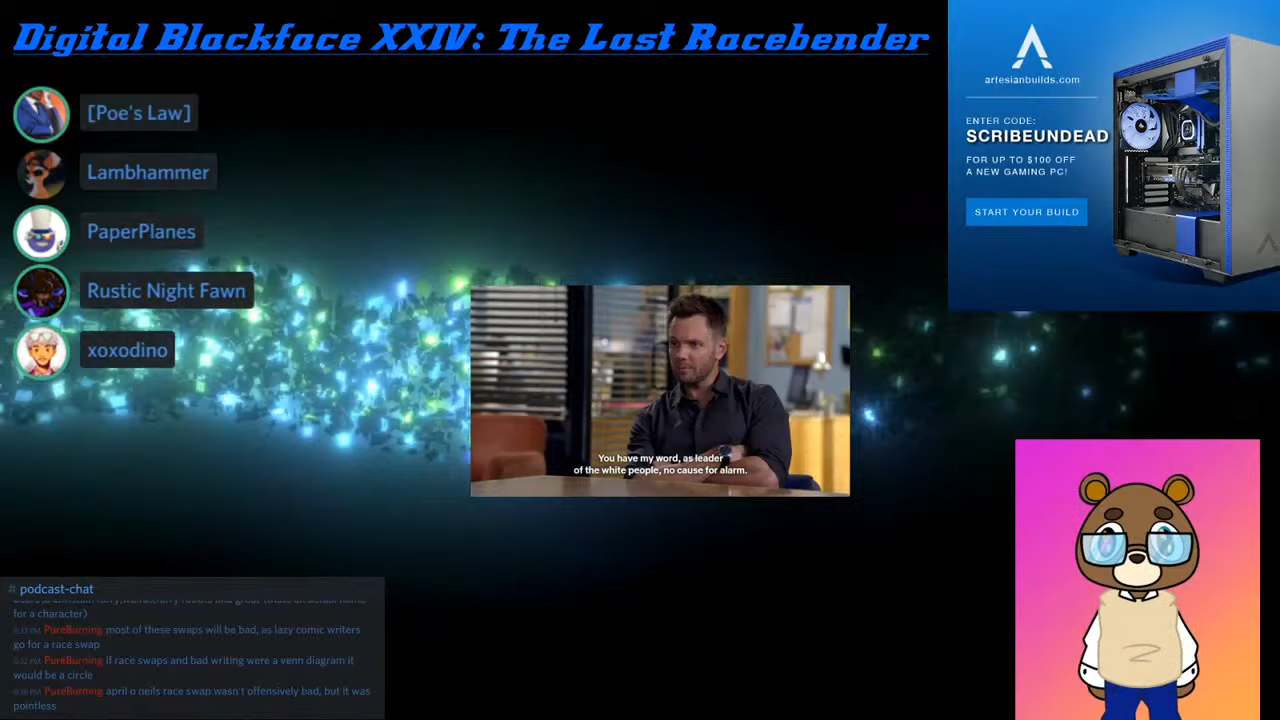 Digital Blackface XXIV: The Last Racebender
[Poe's Law]
Lambhammer
PaperPlanes
Rustic Night Fawn
xoxodino
artesianbuilds.com
ENTER CODE:
SCRIBEUNDEAD
FOR UP TO $100 OFF
A NEW GAMING PC!
START YOUR BUILD
You have my word, as leader
of the white people, no cause for alarm.
# podcast-chat
for a character)
PureBurning most of these swaps will be bad, as lazy comic writers
go for a race swap
PureBurning If race swaps and bad writing were a venn diagram it
would be a circle
PureBurning april o neils race swap wasn't offensively bad, but it was
pointless